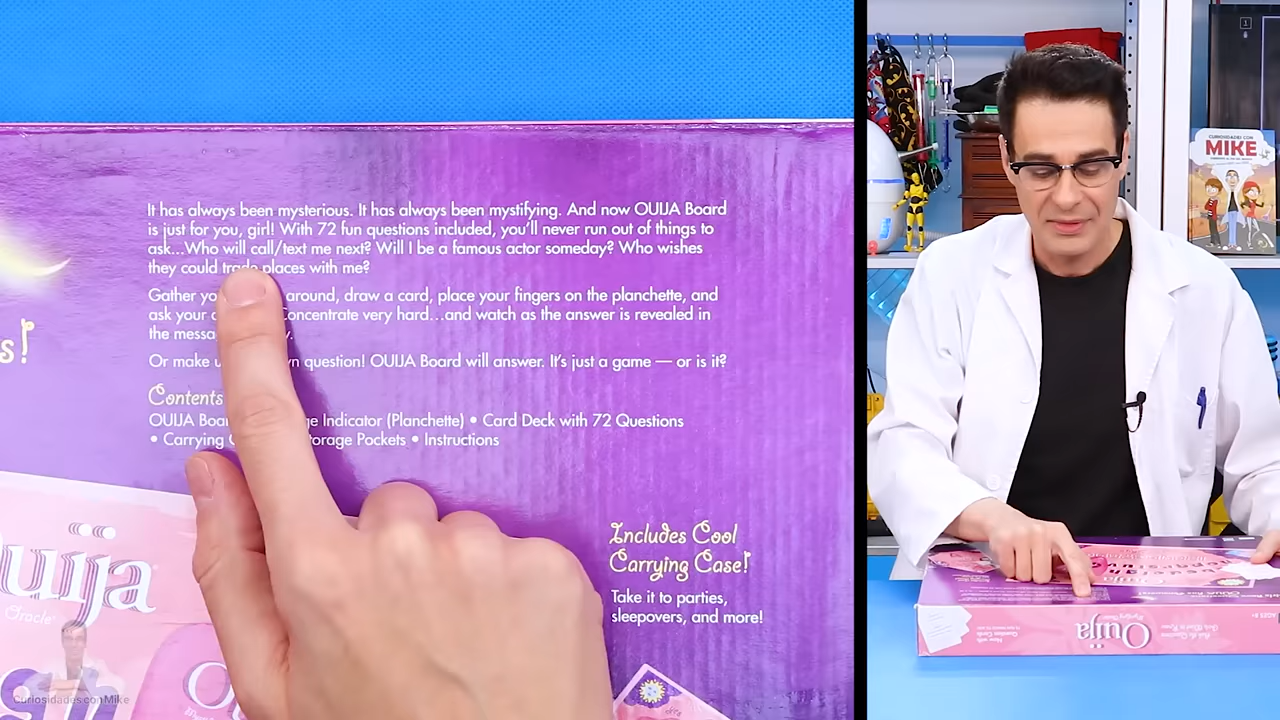 It has always been mysterious. It has always been mystifying. And now OUIJA Board
is just for you, girl! With 72 fun questions included, you'll never run out of things to
ask...Who will call/text me next? Will I be a famous actor someday? Who wishes
they could trade places with me?
Gather around, draw a card, place your fingers on the planchette, and
ask your Concentrate very hard...and watch as the answer is revealed in
the
Or make question! OUIJA Board will answer. It's just a game — or is it?
Contents
OUIJA Indicator (Planchette) • Card Deck with 72 Questions
• Carrying Storage Pockets • Instructions
Includes Cool
Carrying Case!
Take it to parties,
sleepovers, and more!
Ouija
Oracle
CuriosidadesconMike
CURIOSIDADES CON
MIKE
Ouija